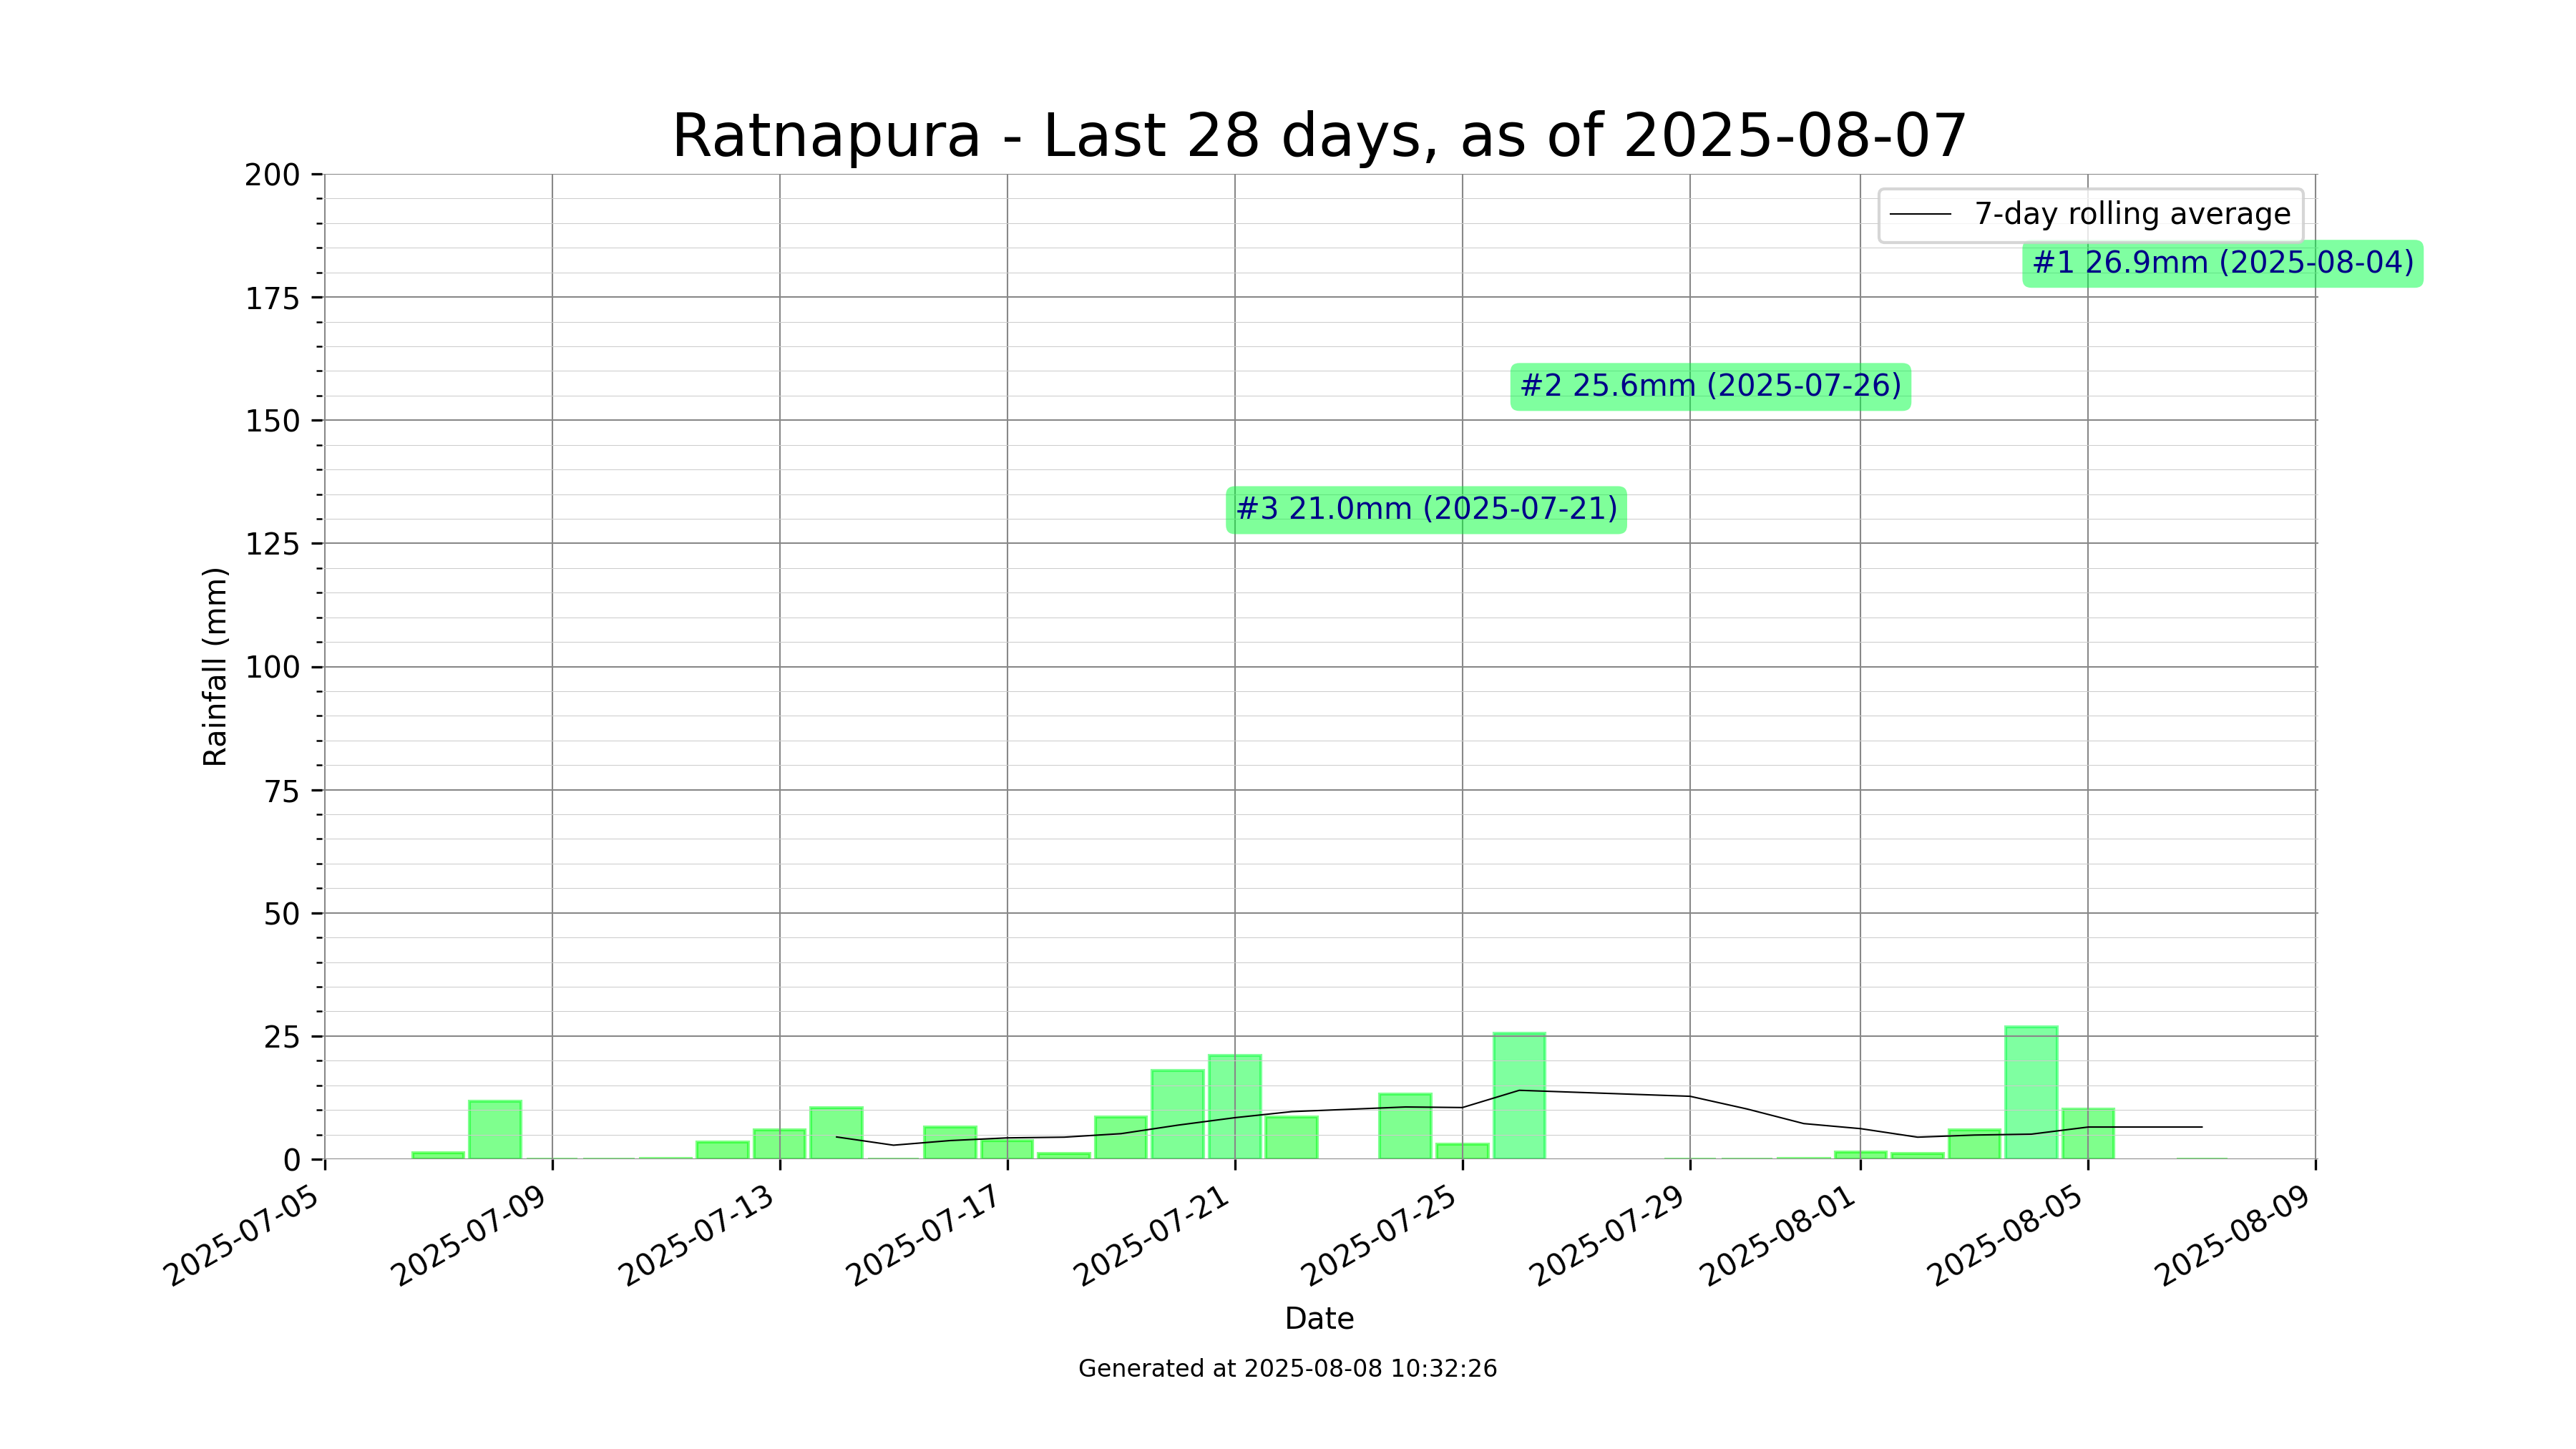 Ratnapura - Last 28 days, as of 2025-08-07
7-day rolling average
#1 26.9mm (2025-08-04)
#2 25.6mm (2025-07-26)
#3 21.0mm (2025-07-21)
Rainfall (mm)
200
175
150
125
100
75
50
25
0
2025-07-05
2025-07-09
2025-07-13
2025-07-17
2025-07-21
2025-07-25
2025-07-29
2025-08-01
2025-08-05
2025-08-09
Date
Generated at 2025-08-08 10:32:26